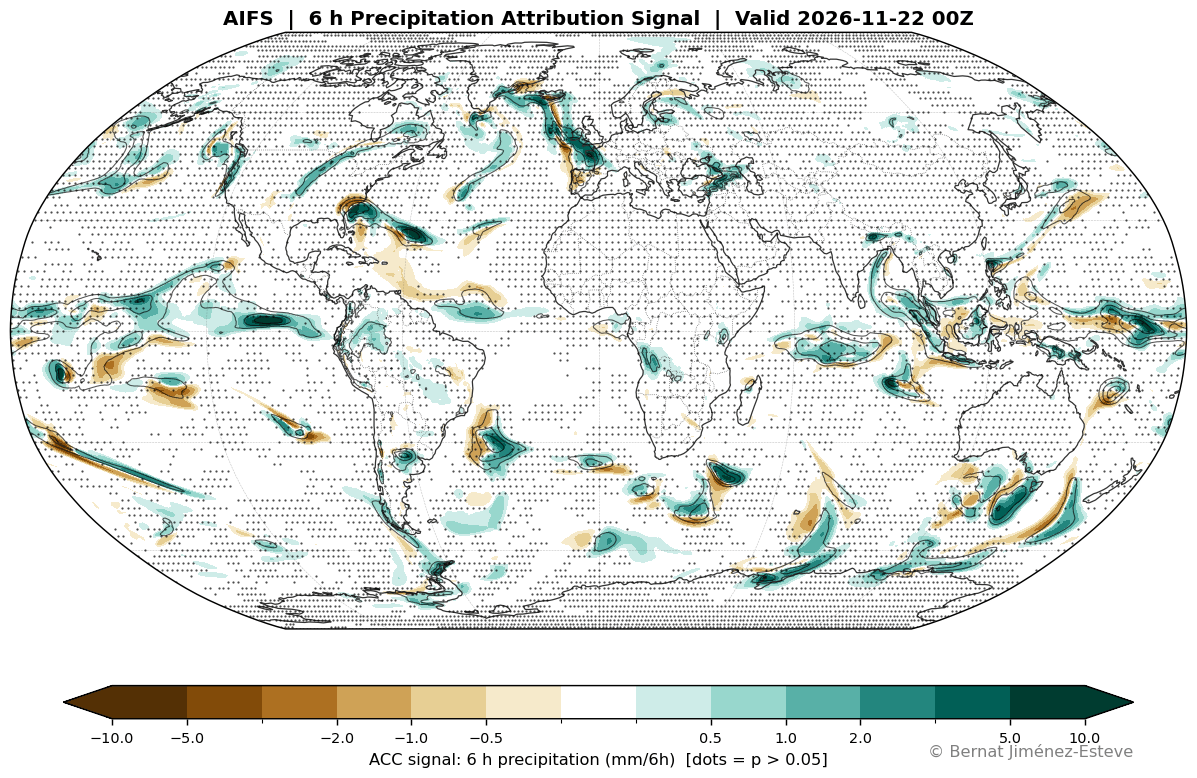 AIFS | 6 h Precipitation Attribution Signal | Valid 2026-11-22 00Z
−10.0 −5.0 −2.0 −1.0 −0.5 0.5 1.0 2.0 5.0 10.0
ACC signal: 6 h precipitation (mm/6h) [dots = p > 0.05]
© Bernat Jiménez-Esteve